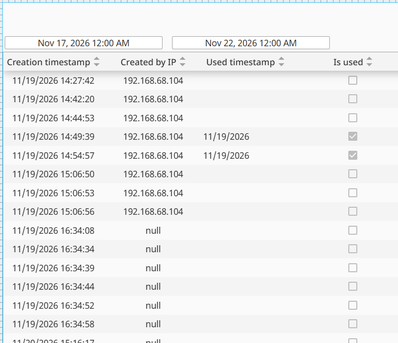 Nov 17, 2026 12:00 AM Nov 22, 2026 12:00 AM
Creation timestamp Created by IP Used timestamp Is used
11/19/2026 14:27:42 192.168.68.104
11/19/2026 14:42:20 192.168.68.104
11/19/2026 14:44:53 192.168.68.104
11/19/2026 14:49:39 192.168.68.104 11/19/2026
11/19/2026 14:54:57 192.168.68.104 11/19/2026
11/19/2026 15:06:50 192.168.68.104
11/19/2026 15:06:53 192.168.68.104
11/19/2026 15:06:56 192.168.68.104
11/19/2026 16:34:08 null
11/19/2026 16:34:34 null
11/19/2026 16:34:39 null
11/19/2026 16:34:44 null
11/19/2026 16:34:52 null
11/19/2026 16:34:58 null
11/20/2026 15:16:17 null